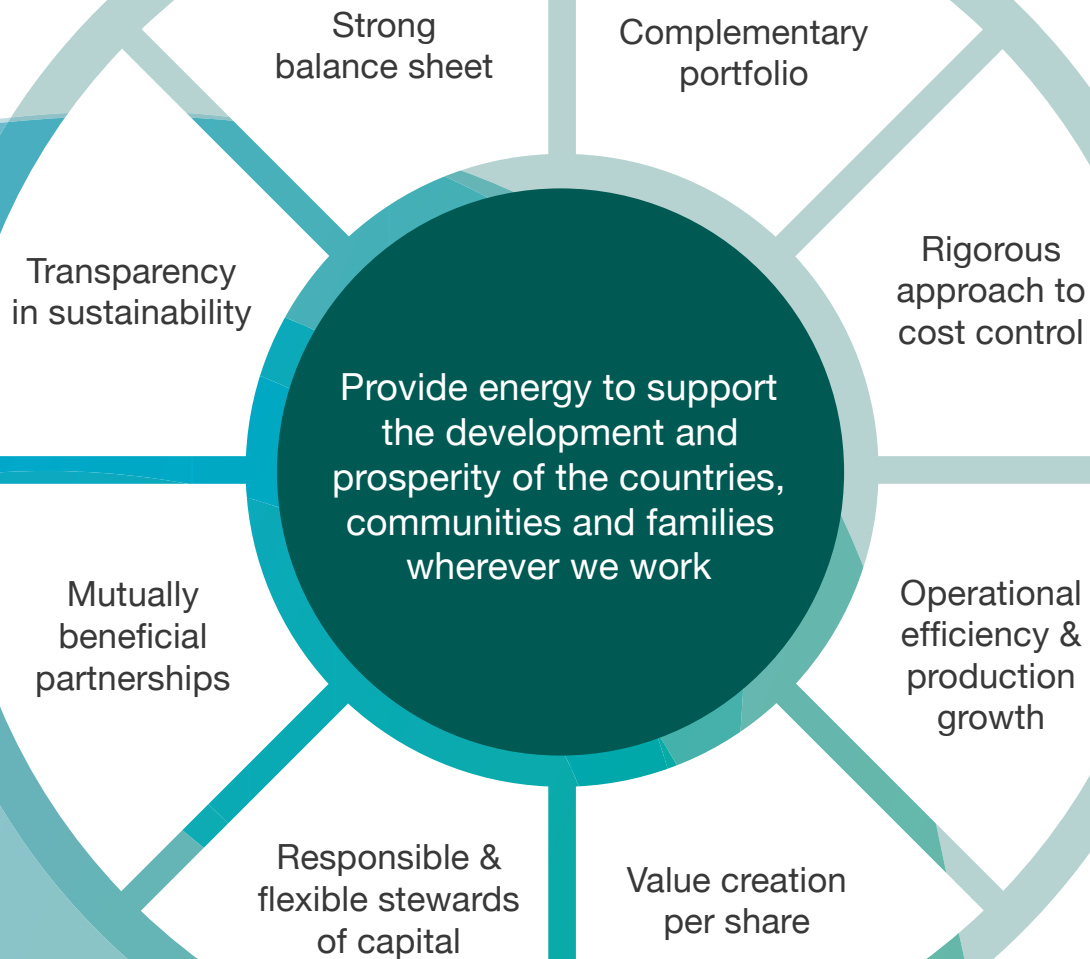 Strong
balance sheet
Complementary
portfolio
Transparency
in sustainability
Rigorous
approach to
cost control
Provide energy to support
the development and
prosperity of the countries,
communities and families
wherever we work
Mutually
beneficial
partnerships
Operational
efficiency &
production
growth
Responsible &
flexible stewards
of capital
Value creation
per share